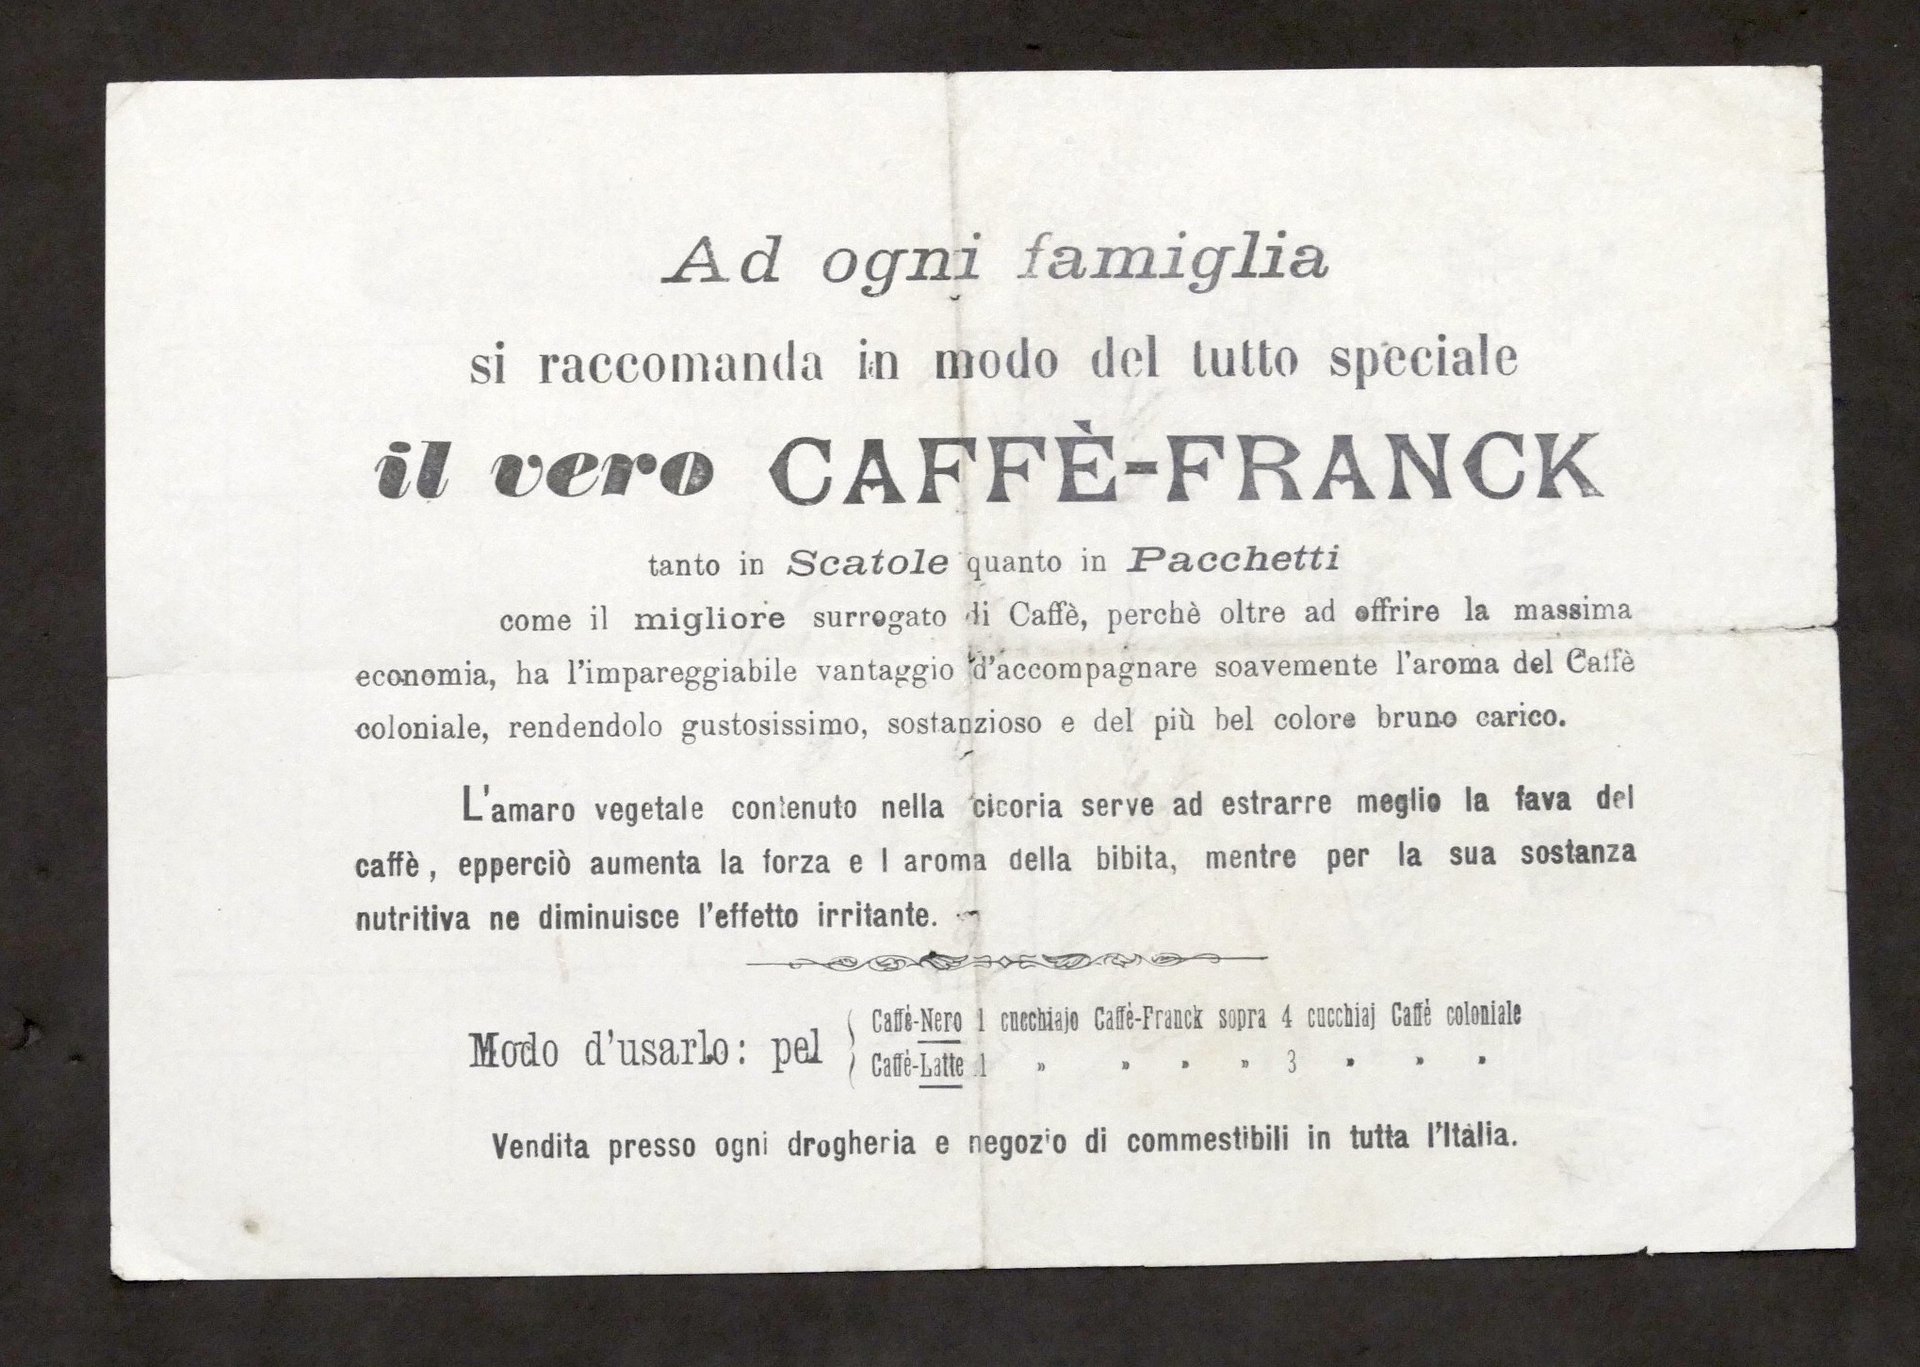 Ad ogni famiglia
si raccomanda in modo del tutto speciale
il vero CAFFÈ-FRANCK
tanto in Scatole quanto in Pacchetti
come il migliore surrogato di Caffè, perchè oltre ad offrire la massima
economia, ha l'impareggiabile vantaggio d'accompagnare soavemente l'aroma del Caffè
coloniale, rendendolo gustosissimo, sostanzioso e del più bel colore bruno carico.
L'amaro vegetale contenuto nella cicoria serve ad estrarre meglio la fava del
caffè, epperciò aumenta la forza e l aroma della bibita, mentre per la sua sostanza
nutritiva ne diminuisce l'effetto irritante.
Modo d'usarlo: pel
Caffè-Nero 1 cucchiajo Caffè-Franck sopra 4 cucchiaj Caffè coloniale
Caffè-Latte 1 » » » » 3 » » »
Vendita presso ogni drogheria e negozio di commestibili in tutta l'Italia.